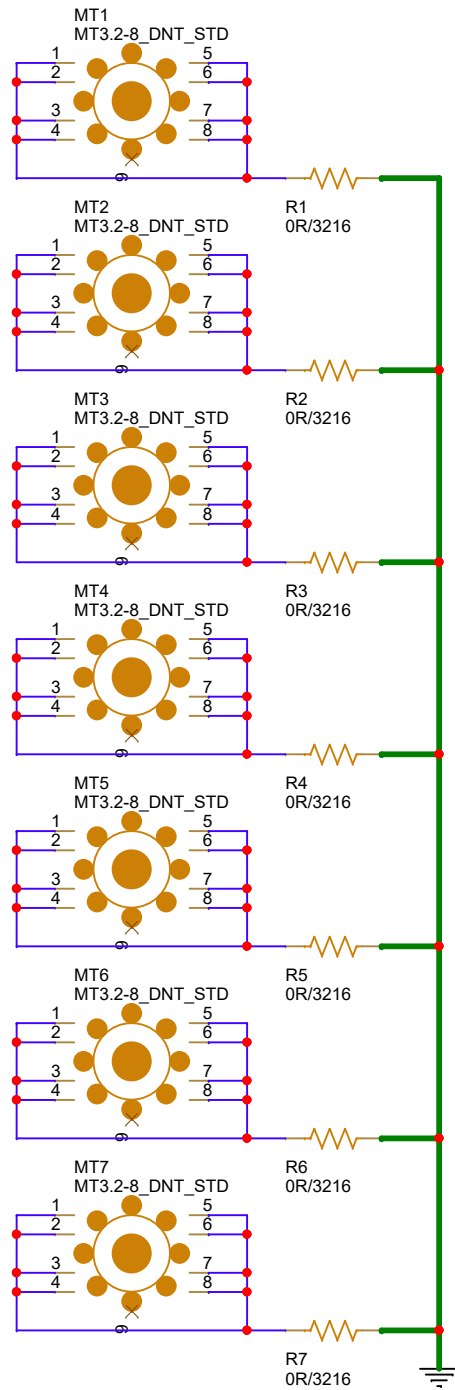 MT1
MT3.2-8_DNT_STD
1 5
2 6
3 7
4 8
9
R1
0R/3216
MT2
MT3.2-8_DNT_STD
1 5
2 6
3 7
4 8
9
R2
0R/3216
MT3
MT3.2-8_DNT_STD
1 5
2 6
3 7
4 8
9
R3
0R/3216
MT4
MT3.2-8_DNT_STD
1 5
2 6
3 7
4 8
9
R4
0R/3216
MT5
MT3.2-8_DNT_STD
1 5
2 6
3 7
4 8
9
R5
0R/3216
MT6
MT3.2-8_DNT_STD
1 5
2 6
3 7
4 8
9
R6
0R/3216
MT7
MT3.2-8_DNT_STD
1 5
2 6
3 7
4 8
9
R7
0R/3216